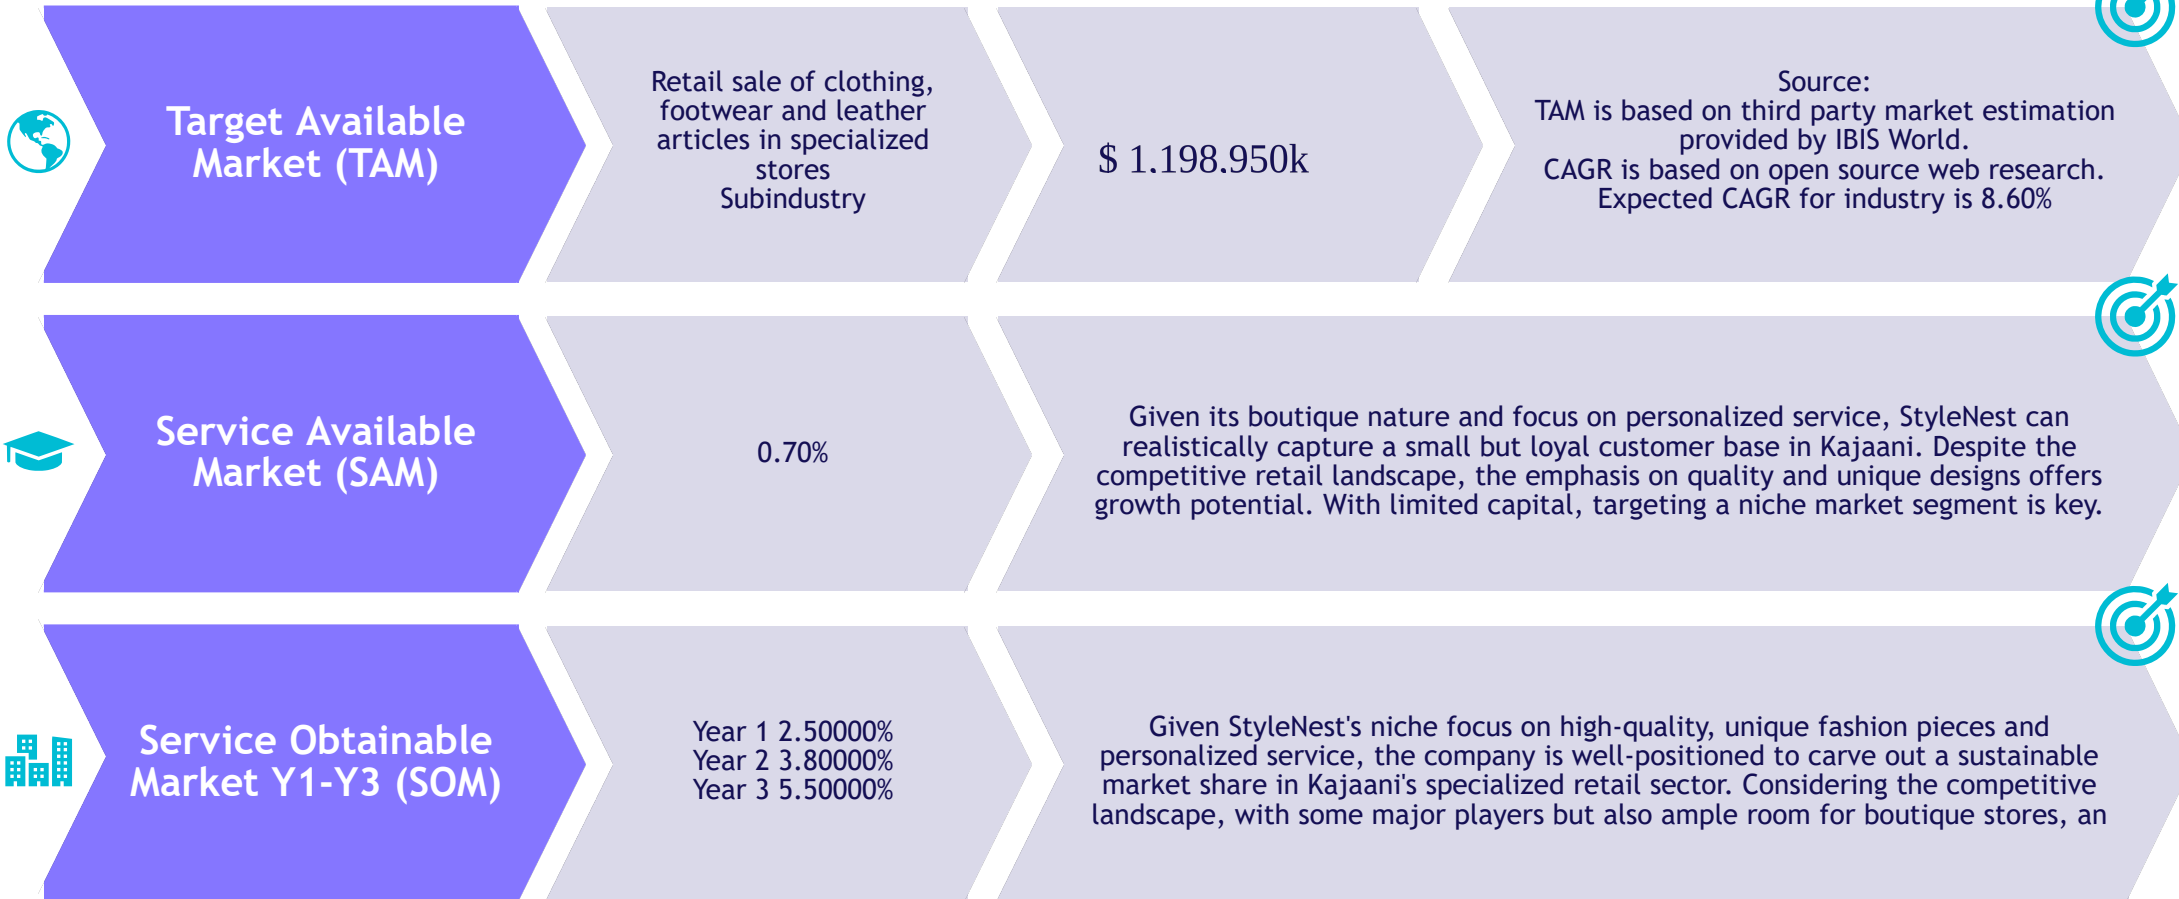 Target Available
Market (TAM)
Retail sale of clothing,
footwear and leather
articles in specialized
stores
Subindustry
$ 1.198.950k
Source:
TAM is based on third party market estimation
provided by IBIS World.
CAGR is based on open source web research.
Expected CAGR for industry is 8.60%
Service Available
Market (SAM)
0.70%
Given its boutique nature and focus on personalized service, StyleNest can
realistically capture a small but loyal customer base in Kajaani. Despite the
competitive retail landscape, the emphasis on quality and unique designs offers
growth potential. With limited capital, targeting a niche market segment is key.
Service Obtainable
Market Y1-Y3 (SOM)
Year 1 2.50000%
Year 2 3.80000%
Year 3 5.50000%
Given StyleNest's niche focus on high-quality, unique fashion pieces and
personalized service, the company is well-positioned to carve out a sustainable
market share in Kajaani's specialized retail sector. Considering the competitive
landscape, with some major players but also ample room for boutique stores, an